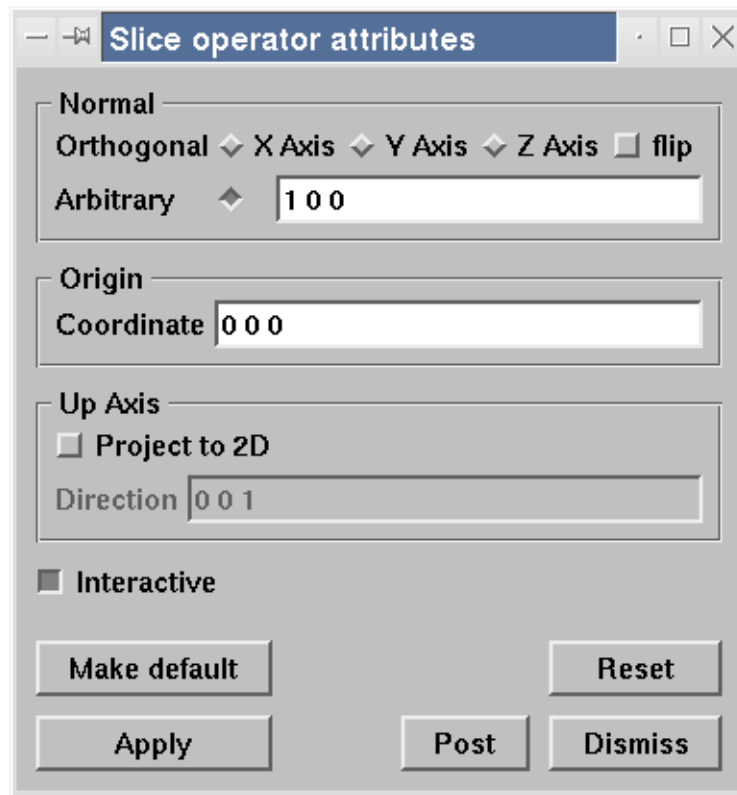 Slice operator attributes
Normal
Orthogonal X Axis Y Axis Z Axis flip
Arbitrary 1 0 0
Origin
Coordinate 0 0 0
Up Axis
Project to 2D
Direction 0 0 1
Interactive
Make default Reset
Apply Post Dismiss